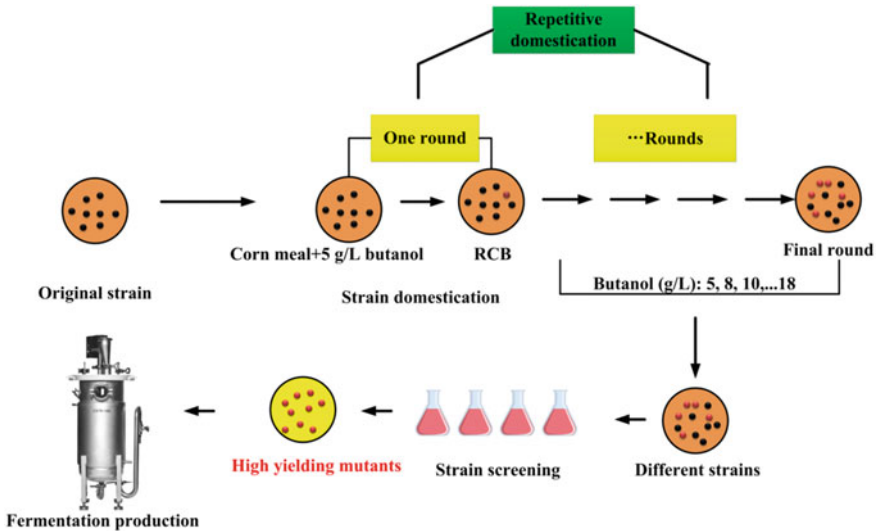 Repetitive
domestication
One round
···Rounds
Corn meal+5 g/L butanol
RCB
Final round
Original strain
Strain domestication
Butanol (g/L): 5, 8, 10,...18
High yielding mutants
Strain screening
Different strains
Fermentation production